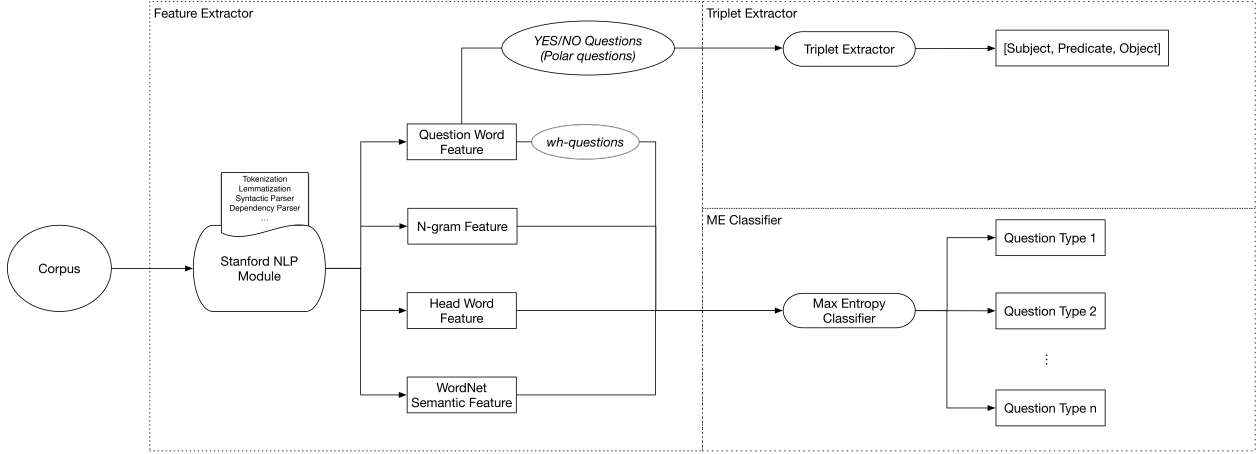 Feature Extractor
Triplet Extractor
YES/NO Questions
(Polar questions)
Triplet Extractor
[Subject, Predicate, Object]
Question Word
Feature
wh-questions
Tokenization
Lemmatization
Syntactic Parser
Dependency Parser
...
Corpus
Stanford NLP
Module
N-gram Feature
Head Word
Feature
WordNet
Semantic Feature
ME Classifier
Max Entropy
Classifier
Question Type 1
Question Type 2
⋮
Question Type n